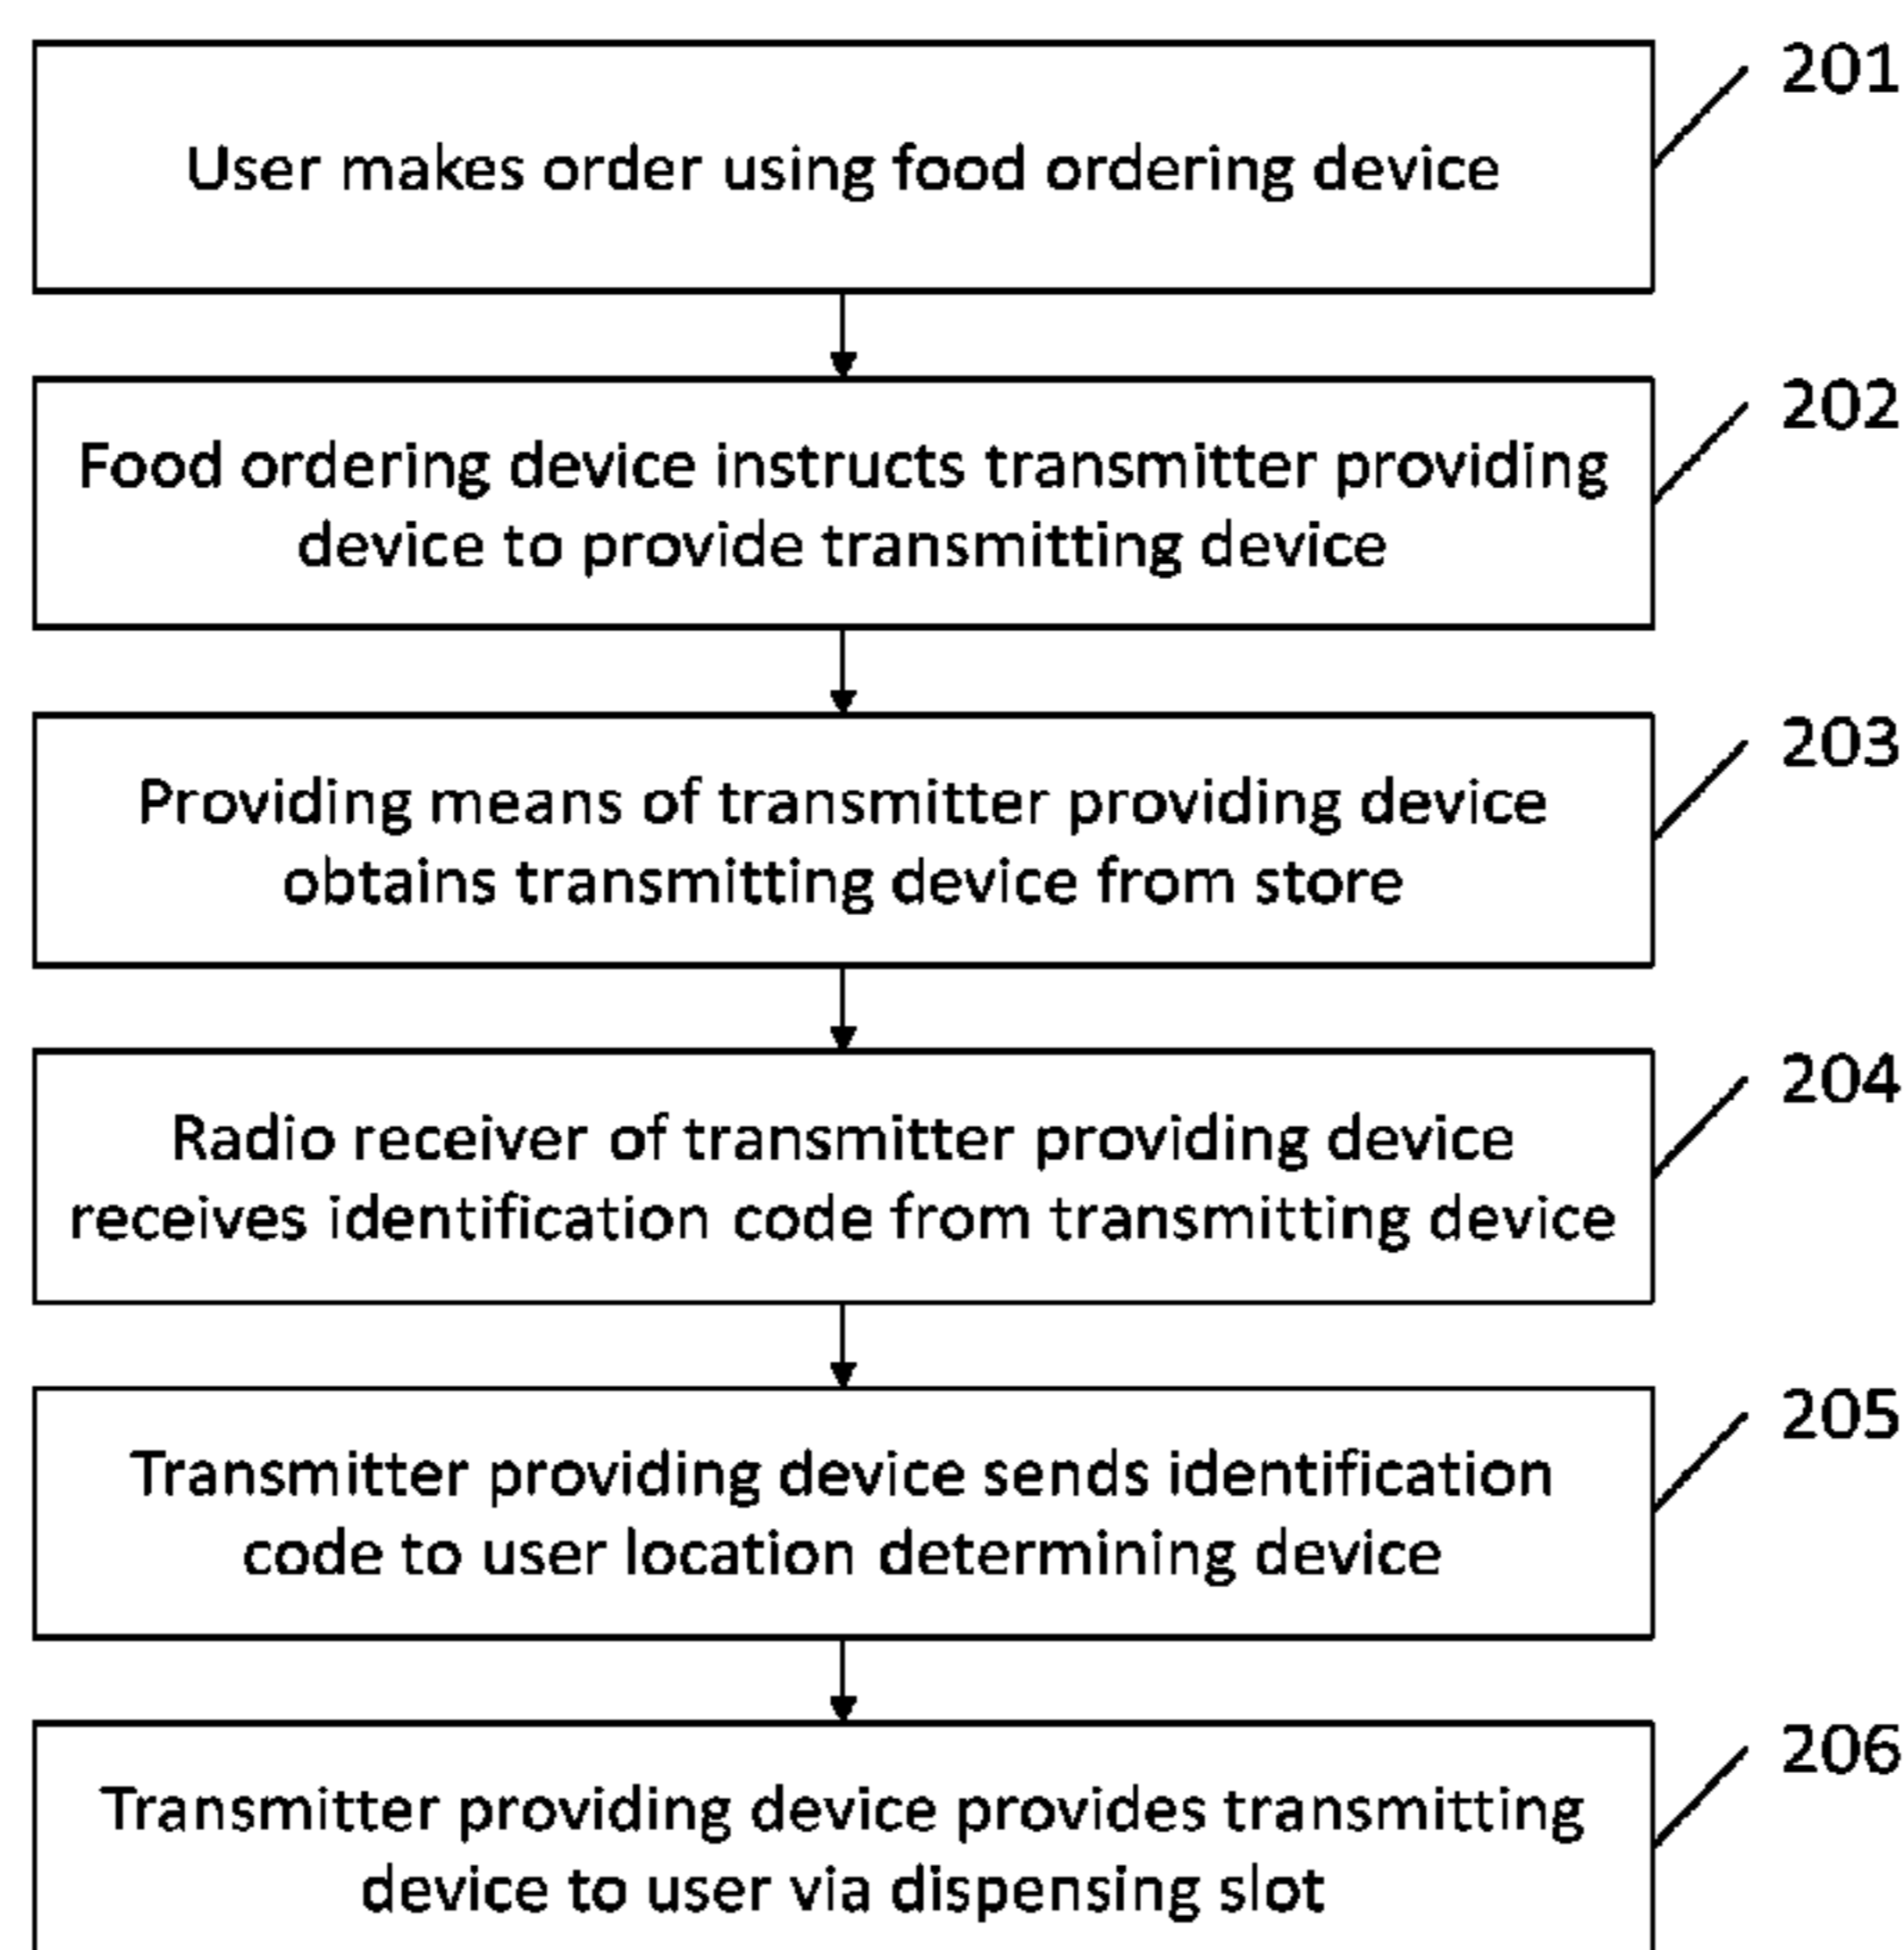 201
User makes order using food ordering device
202
Food ordering device instructs transmitter providing
device to provide transmitting device
203
Providing means of transmitter providing device
obtains transmitting device from store
204
Radio receiver of transmitter providing device
receives identification code from transmitting device
205
Transmitter providing device sends identification
code to user location determining device
206
Transmitter providing device provides transmitting
device to user via dispensing slot